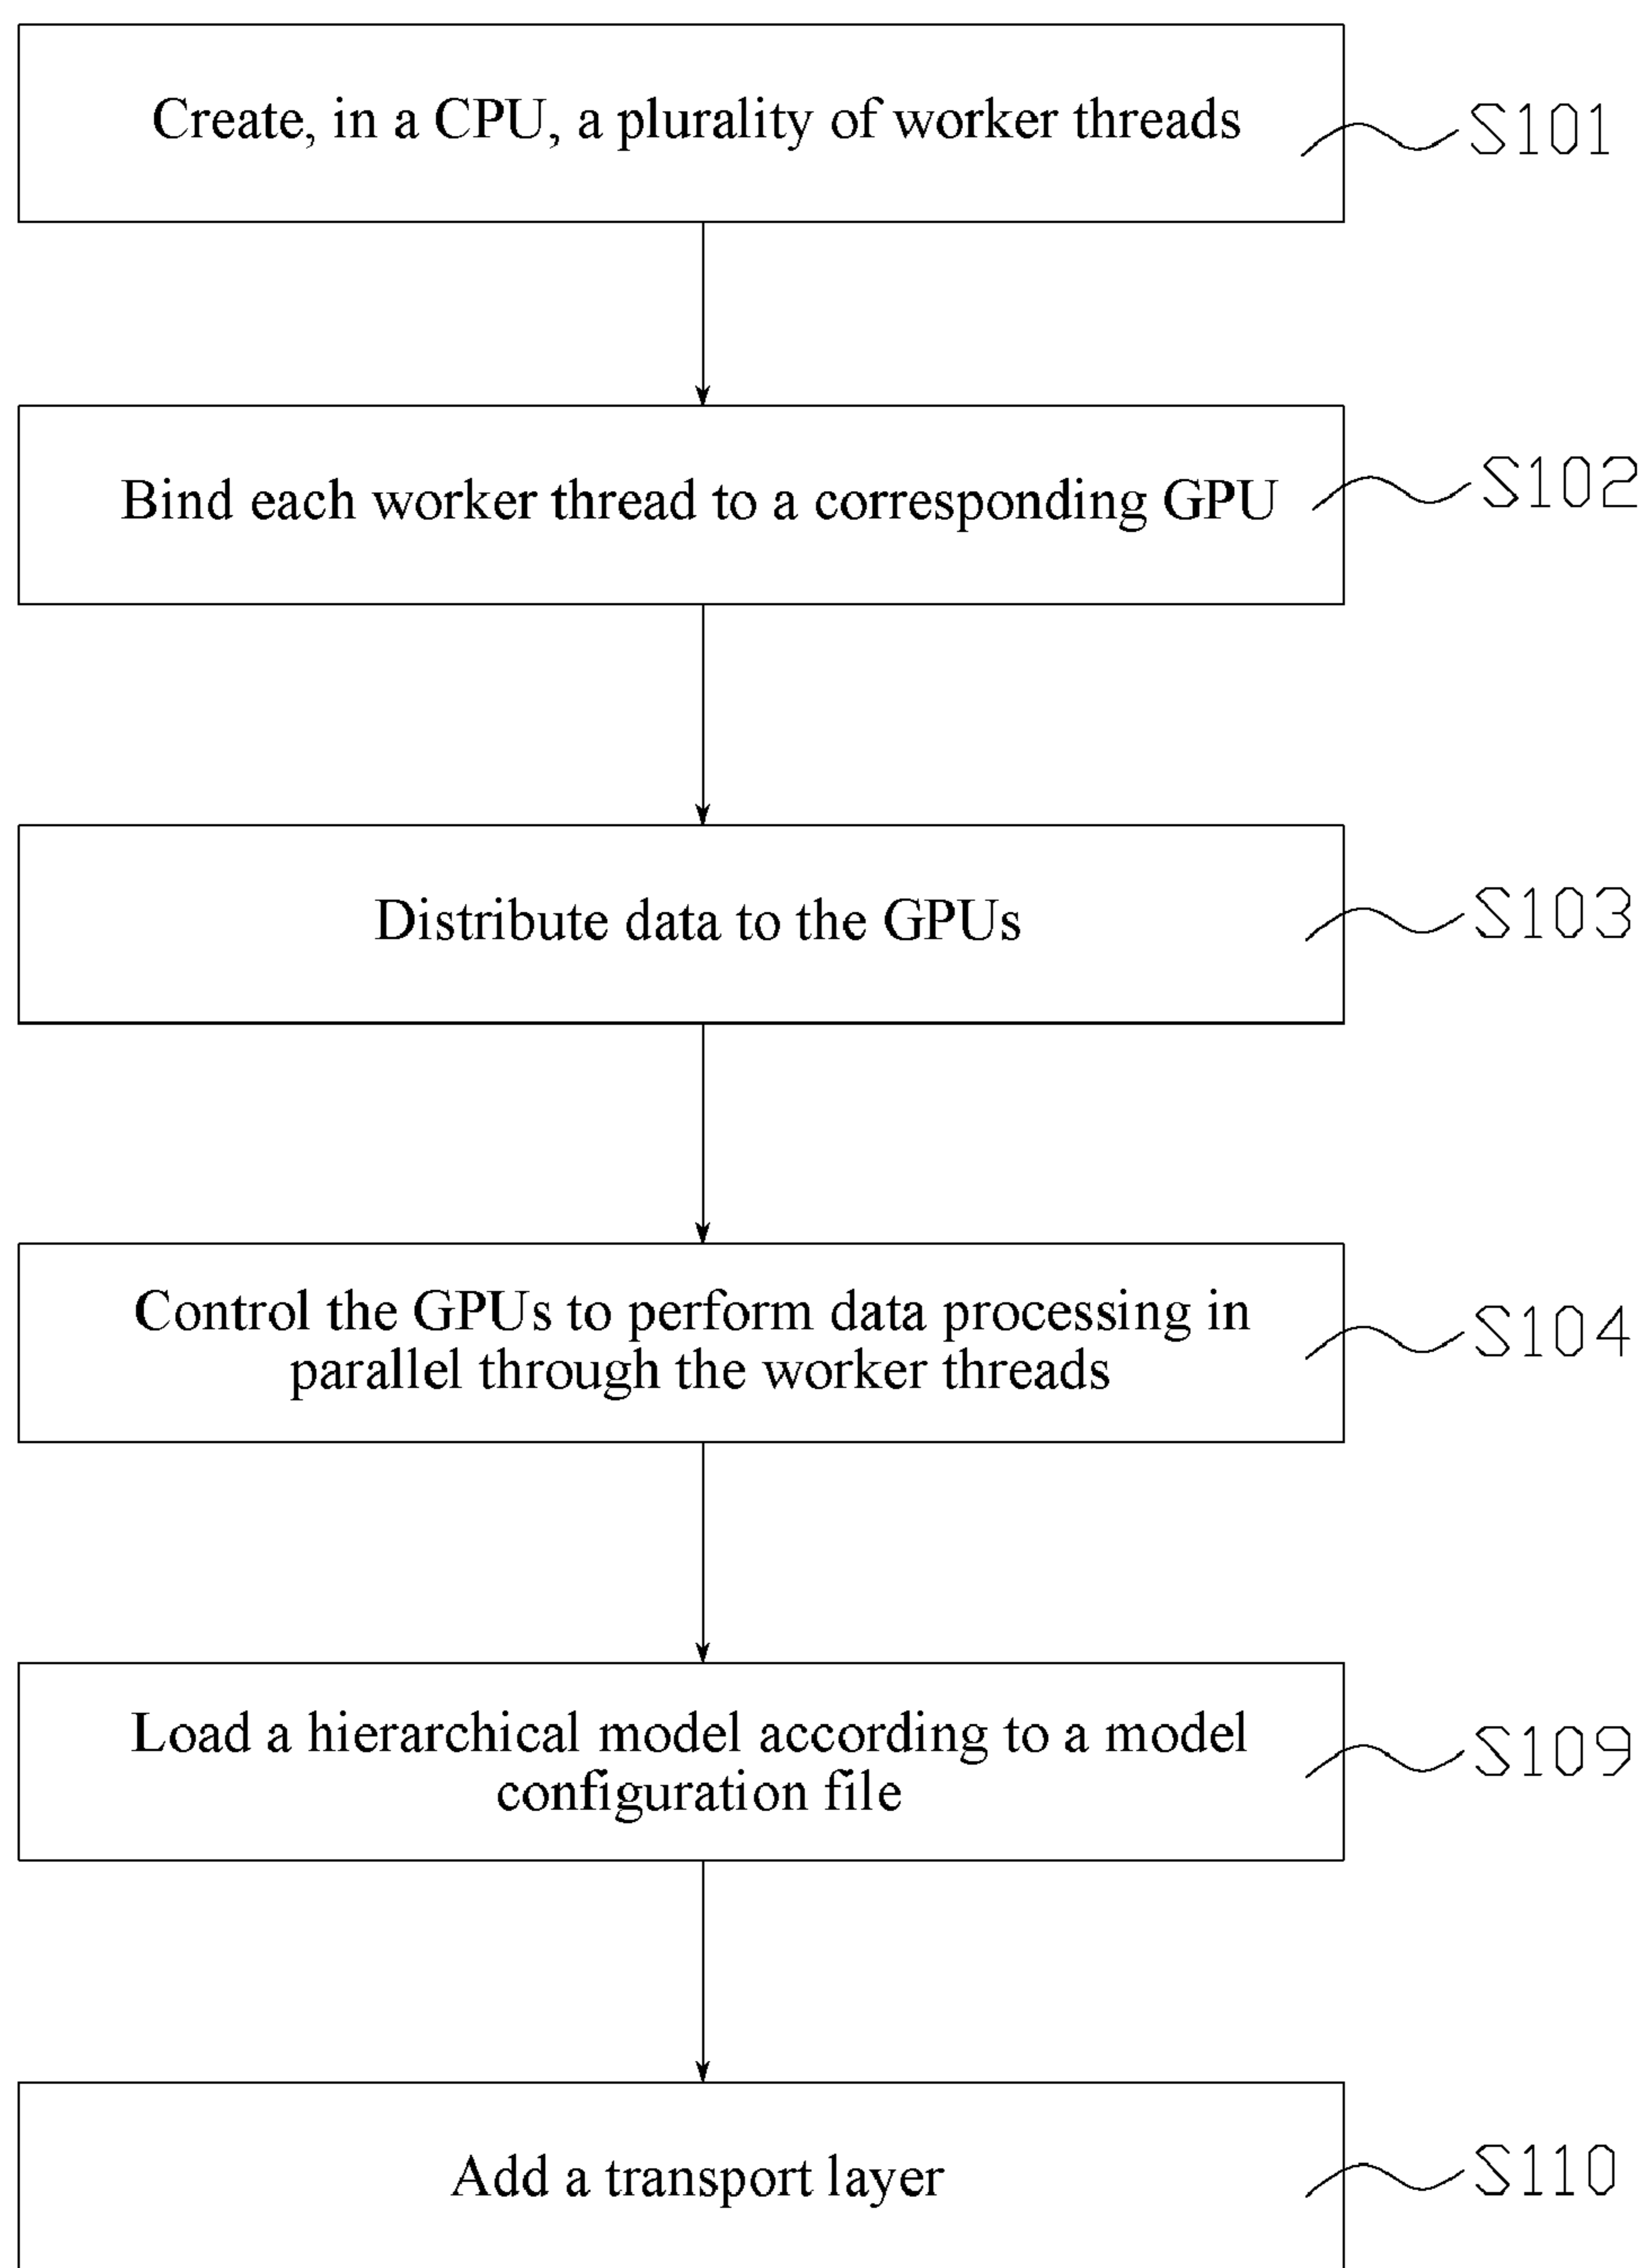 Create, in a CPU, a plurality of worker threads
S101
Bind each worker thread to a corresponding GPU
S102
Distribute data to the GPUs
S103
Control the GPUs to perform data processing in
parallel through the worker threads
S104
Load a hierarchical model according to a model
configuration file
S109
Add a transport layer
S110